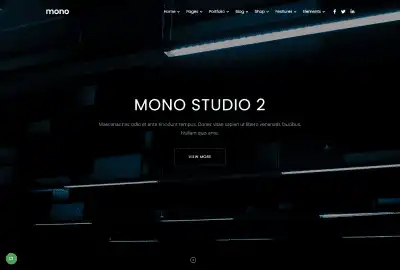 mono
Home Pages Portfolio Blog Shop Features Elements
MONO STUDIO 2
Maecenas nec odio et ante tincidunt tempus. Donec vitae sapien ut libero venenatis faucibus.
Nullam quis ante.
VIEW MORE